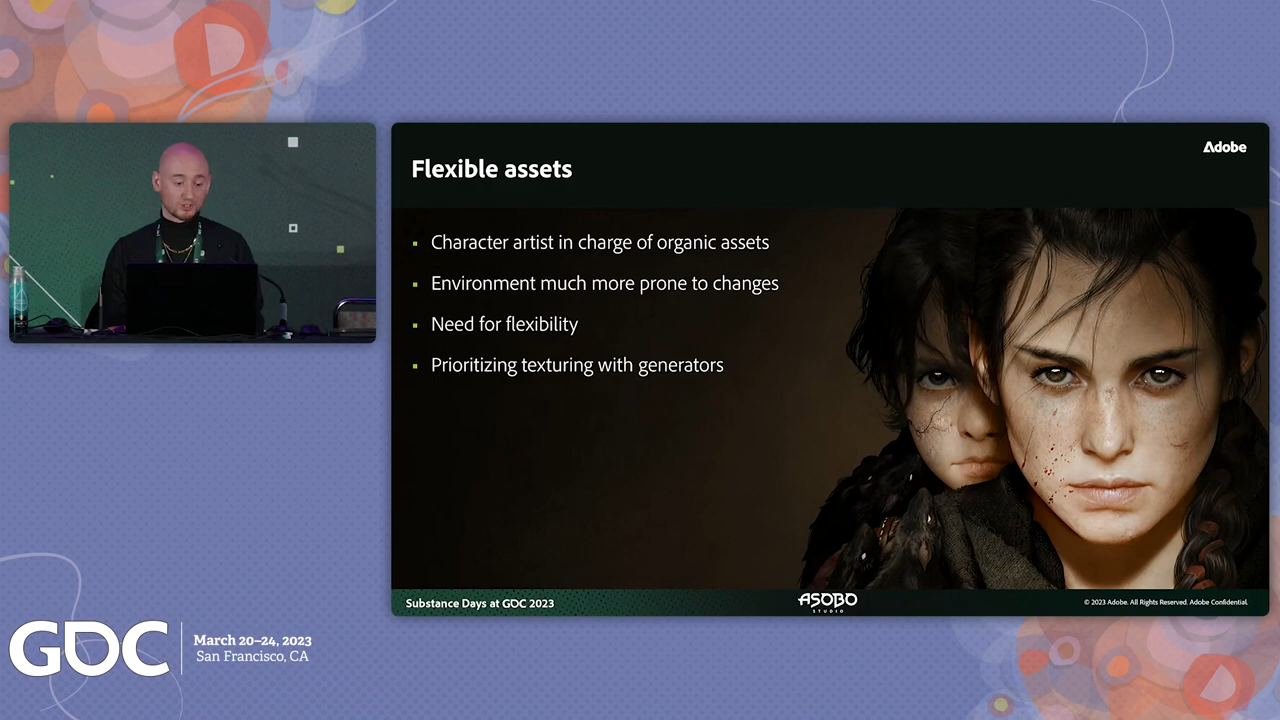 Adobe
Flexible assets
Character artist in charge of organic assets
Environment much more prone to changes
Need for flexibility
Prioritizing texturing with generators
Substance Days at GDC 2023
ASOBO
STUDIO
© 2023 Adobe. All Rights Reserved. Adobe Confidential.
GDC
March 20–24, 2023
San Francisco, CA